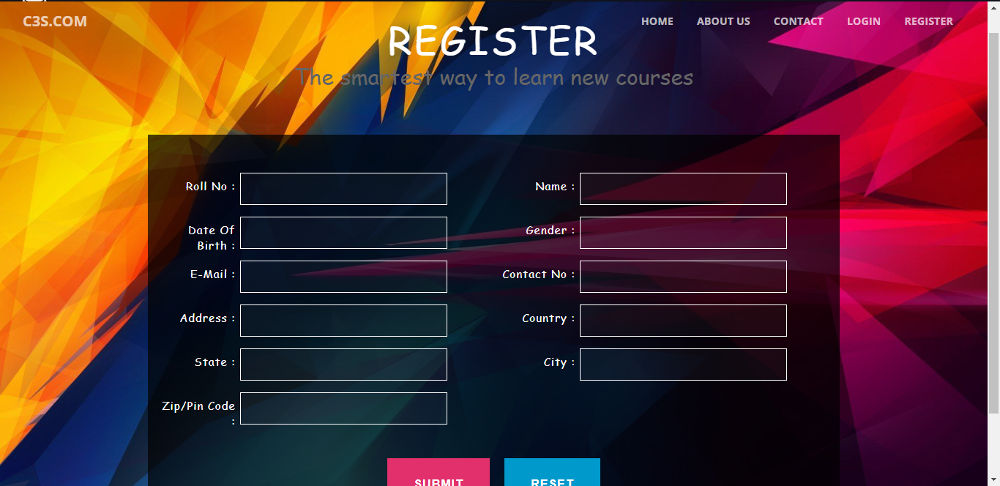 C3S.COM
HOME ABOUT US CONTACT LOGIN REGISTER
REGISTER
The smartest way to learn new courses
Roll No :
Name :
Date Of
Birth :
Gender :
E-Mail :
Contact No :
Address :
Country :
State :
City :
Zip/Pin Code
:
SUBMIT
RESET